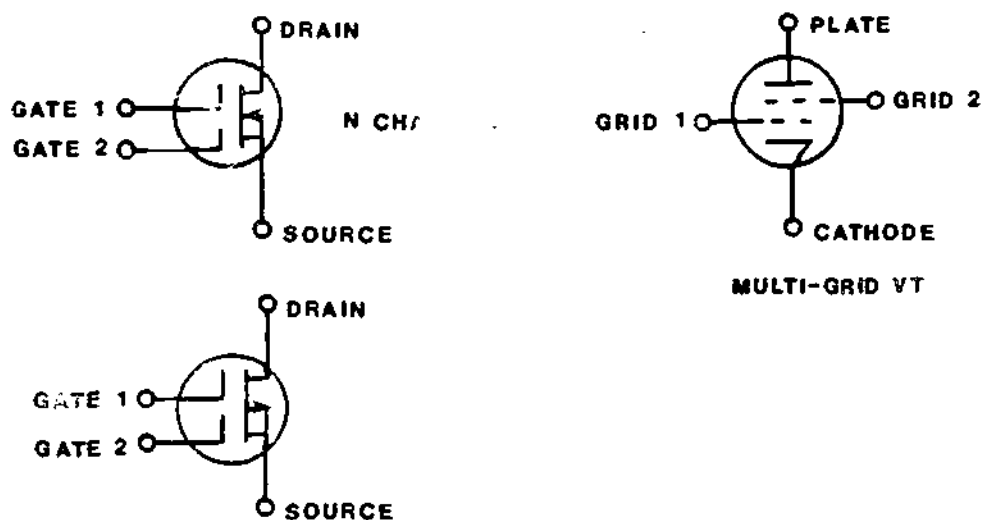 DRAIN
GATE 1
GATE 2
N
SOURCE
PLATE
GRID 2
GRID 1
CATHODE
MULTI-GRID VT
DRAIN
GATE 1
GATE 2
SOURCE